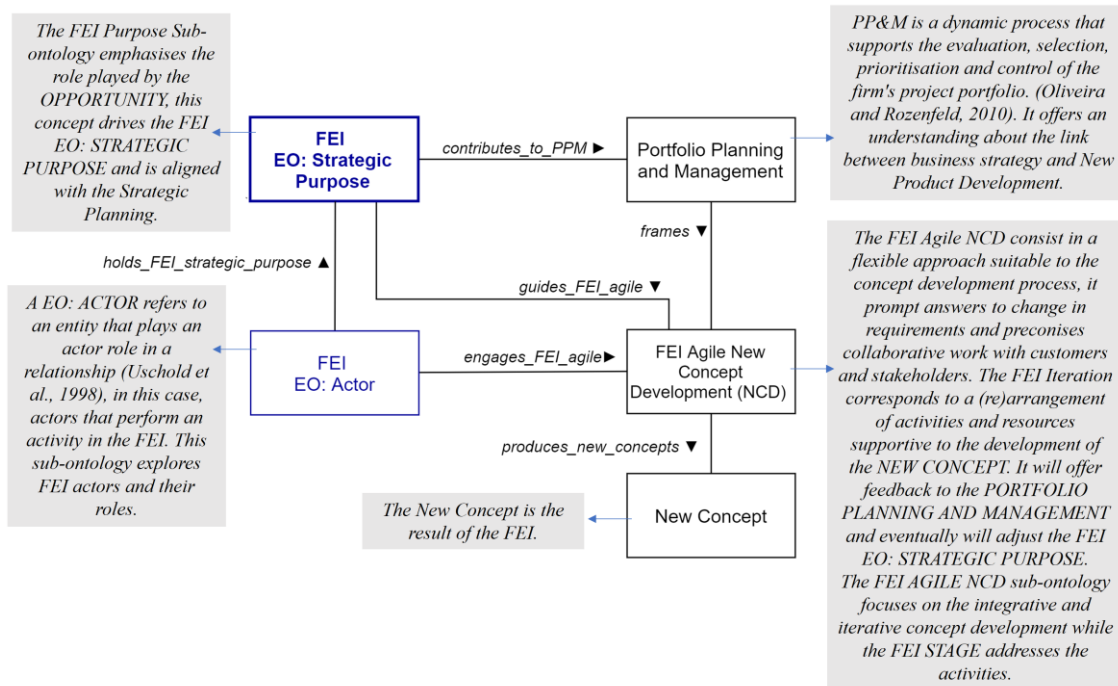 The FEI Purpose Sub-
ontology emphasises the
role played by the
OPPORTUNITY, this
concept drives the FEI
EO: STRATEGIC
PURPOSE and is aligned
with the Strategic
Planning.
FEI
EO: Strategic
Purpose
contributes_to_PPM ►
Portfolio Planning
and Management
PP&M is a dynamic process that
supports the evaluation, selection,
prioritisation and control of the
firm's project portfolio. (Oliveira
and Rozenfeld, 2010). It offers an
understanding about the link
between business strategy and New
Product Development.
holds_FEI_strategic_purpose ▲
frames ▼
guides_FEI_agile ▼
A EO: ACTOR refers to
an entity that plays an
actor role in a
relationship (Uschold et
al., 1998), in this case,
actors that perform an
activity in the FEI. This
sub-ontology explores
FEI actors and their
roles.
FEI
EO: Actor
engages_FEI_agile►
FEI Agile New
Concept
Development (NCD)
The FEI Agile NCD consist in a
flexible approach suitable to the
concept development process, it
prompt answers to change in
requirements and preconises
collaborative work with customers
and stakeholders. The FEI Iteration
corresponds to a (re)arrangement
of activities and resources
supportive to the development of
the NEW CONCEPT. It will offer
feedback to the PORTFOLIO
PLANNING AND MANAGEMENT
and eventually will adjust the FEI
EO: STRATEGIC PURPOSE.
The FEI AGILE NCD sub-ontology
focuses on the integrative and
iterative concept development while
the FEI STAGE addresses the
activities.
produces_new_concepts ▼
The New Concept is the
result of the FEI.
New Concept